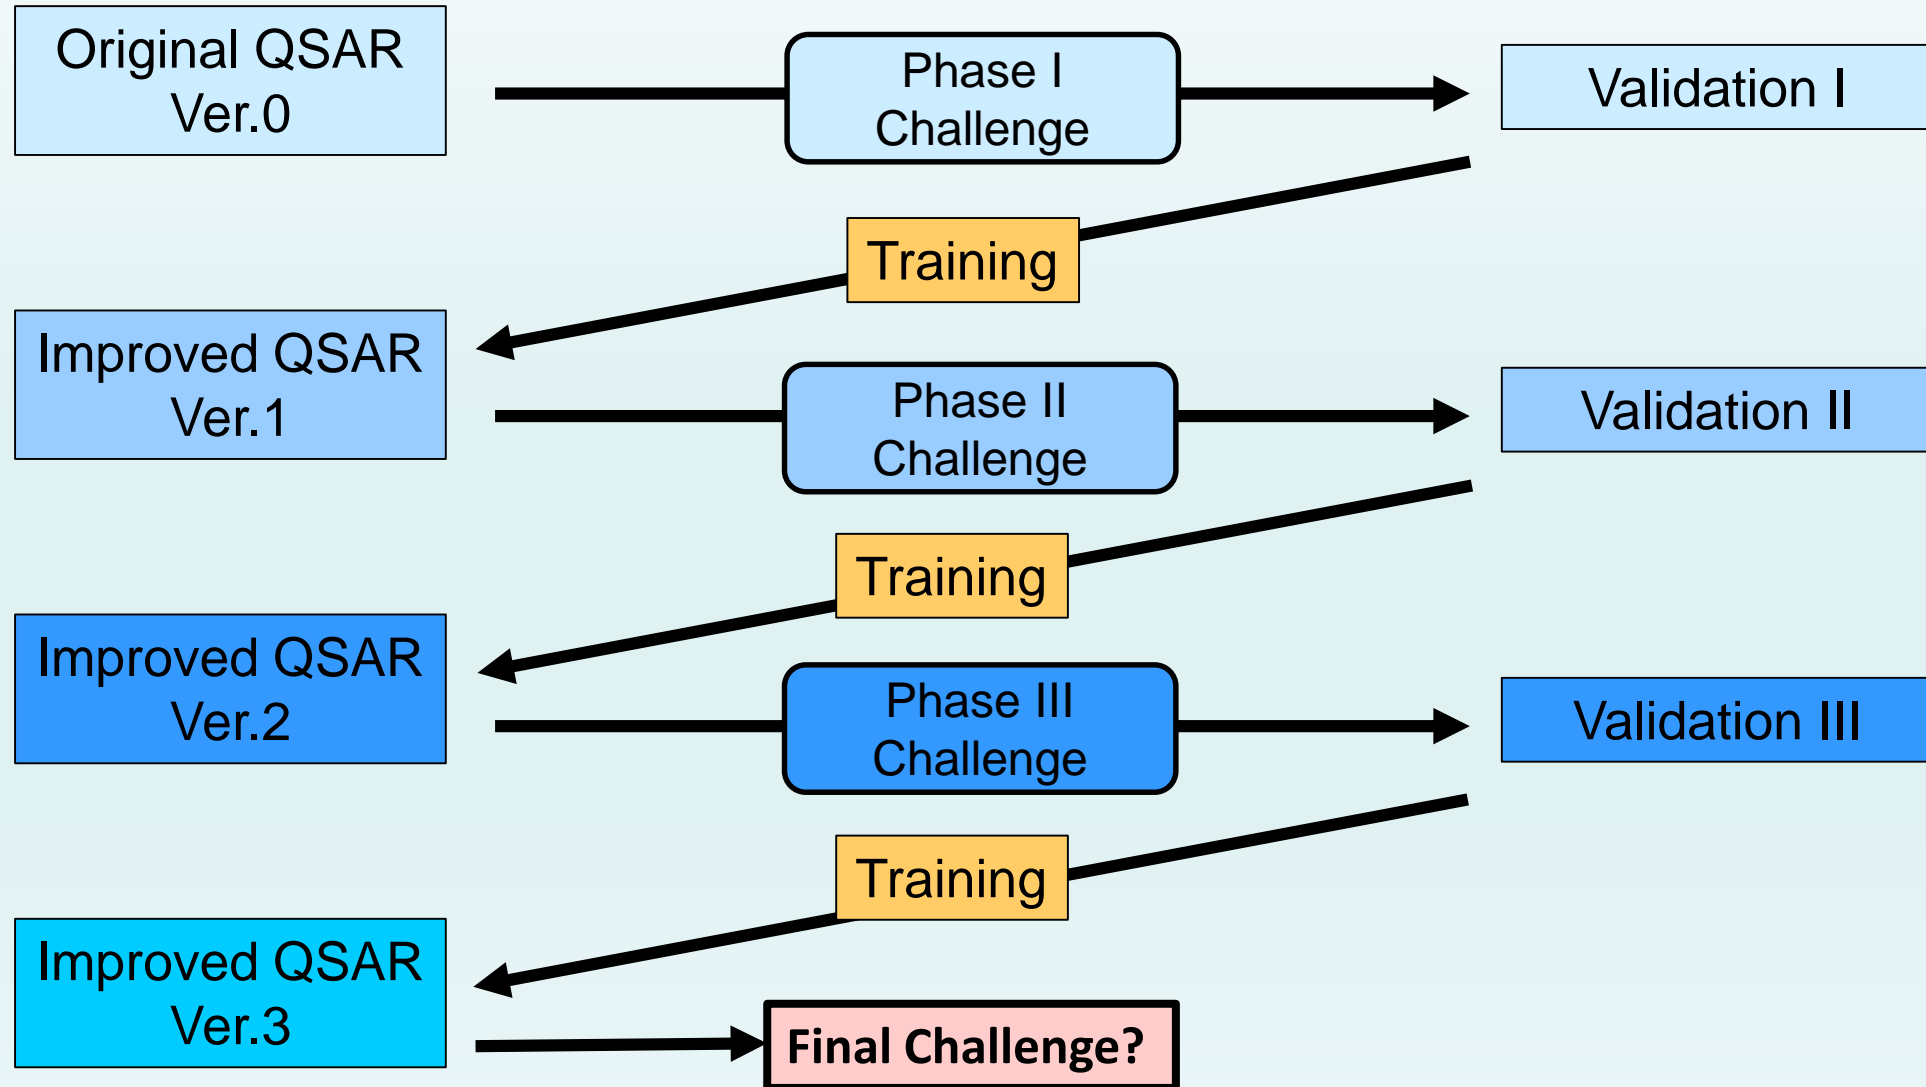 Original QSAR
Ver.0
Phase I
Challenge
Validation I
Training
Improved QSAR
Ver.1
Phase II
Challenge
Validation II
Training
Improved QSAR
Ver.2
Phase III
Challenge
Validation III
Training
Improved QSAR
Ver.3
Final Challenge?